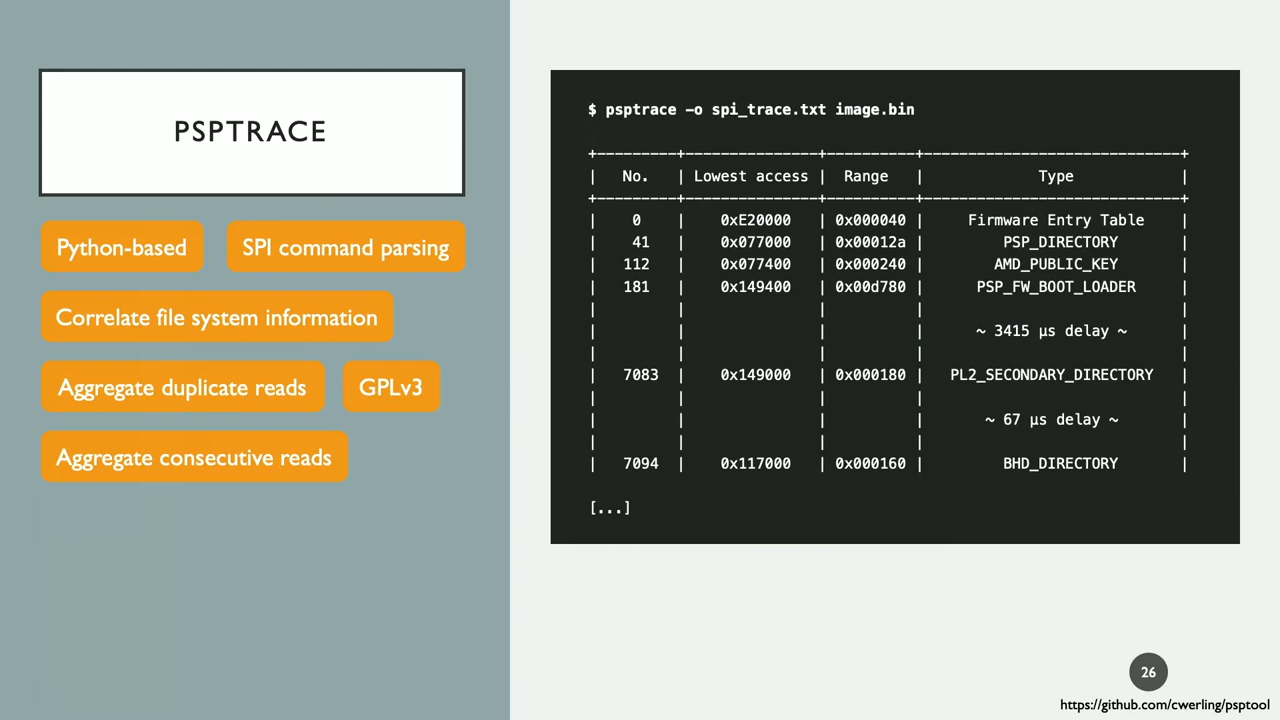 PSPTRACE
Python-based
SPI command parsing
Correlate file system information
Aggregate duplicate reads
GPLv3
Aggregate consecutive reads
$ psptrace -o spi_trace.txt image.bin
+---------+---------------+----------+-----------------------------+
| No. | Lowest access | Range | Type |
+---------+---------------+----------+-----------------------------+
| 0 | 0xE20000 | 0x000040 | Firmware Entry Table |
| 41 | 0x077000 | 0x00012a | PSP_DIRECTORY |
| 112 | 0x077400 | 0x000240 | AMD_PUBLIC_KEY |
| 181 | 0x149400 | 0x00d780 | PSP_FW_BOOT_LOADER |
| | | | |
| | | | ~ 3415 µs delay ~ |
| | | | |
| 7083 | 0x149000 | 0x000180 | PL2_SECONDARY_DIRECTORY |
| | | | |
| | | | ~ 67 µs delay ~ |
| | | | |
| 7094 | 0x117000 | 0x000160 | BHD_DIRECTORY |
[...]
26
https://github.com/cwerling/psptool